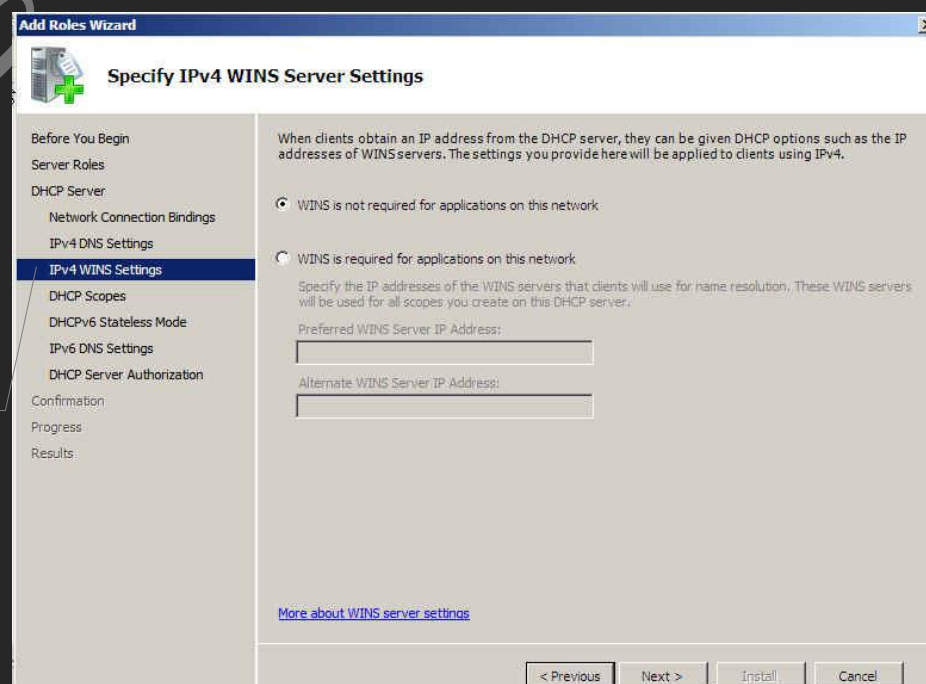 Add Roles Wizard
Specify IPv4 WINS Server Settings
Before You Begin
Server Roles
DHCP Server
Network Connection Bindings
IPv4 DNS Settings
IPv4 WINS Settings
DHCP Scopes
DHCPv6 Stateless Mode
IPv6 DNS Settings
DHCP Server Authorization
Confirmation
Progress
Results
When clients obtain an IP address from the DHCP server, they can be given DHCP options such as the IP
addresses of WINS servers. The settings you provide here will be applied to clients using IPv4.
WINS is not required for applications on this network
WINS is required for applications on this network
Specify the IP addresses of the WINS servers that clients will use for name resolution. These WINS servers
will be used for all scopes you create on this DHCP server.
Preferred WINS Server IP Address:
Alternate WINS Server IP Address:
More about WINS server settings
< Previous
Next >
Install
Cancel